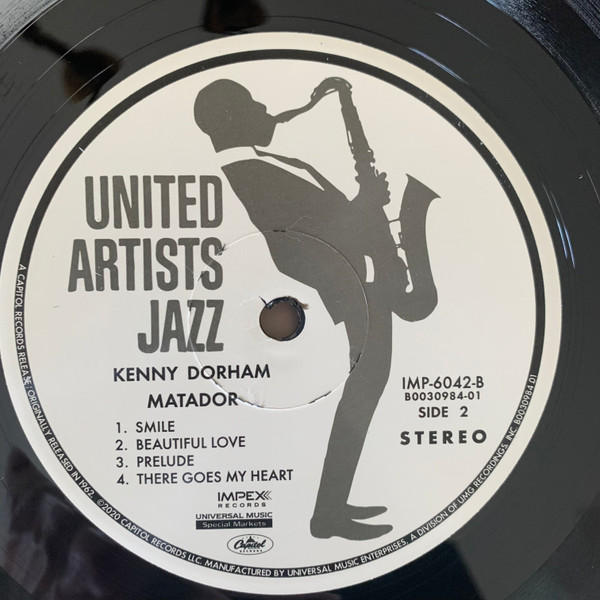 UNITED
ARTISTS
JAZZ
KENNY DORHAM
MATADOR
1. SMILE
2. BEAUTIFUL LOVE
3. PRELUDE
4. THERE GOES MY HEART
IMP-6042-B
B0030984-01
SIDE 2
STEREO
IMPEX
RECORDS
UNIVERSAL MUSIC
Special Markets
Capitol
RECORDS
A CAPITOL RECORDS RELEASE; ORIGINALLY RELEASED IN 1962. ©2020 CAPITOL RECORDS LLC. MANUFACTURED BY UNIVERSAL MUSIC ENTERPRISES, A DIVISION OF UMG RECORDINGS, INC. B0030984.01